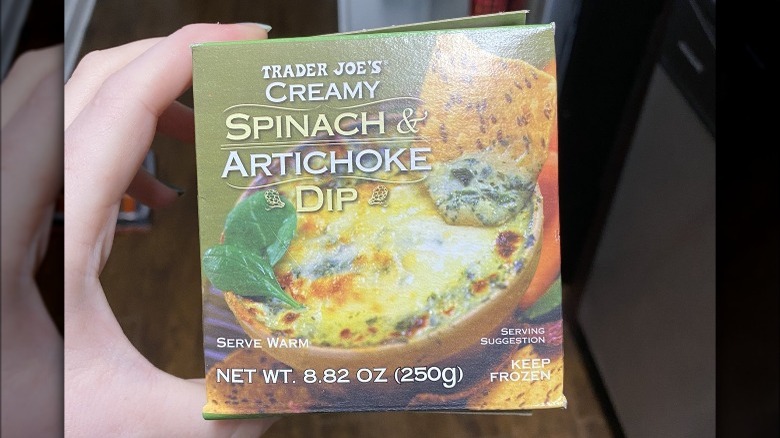 TRADER JOE'S
CREAMY
SPINACH &
ARTICHOKE
DIP
SERVE WARM
SERVING
SUGGESTION
NET WT. 8.82 OZ (250g)
KEEP
FROZEN